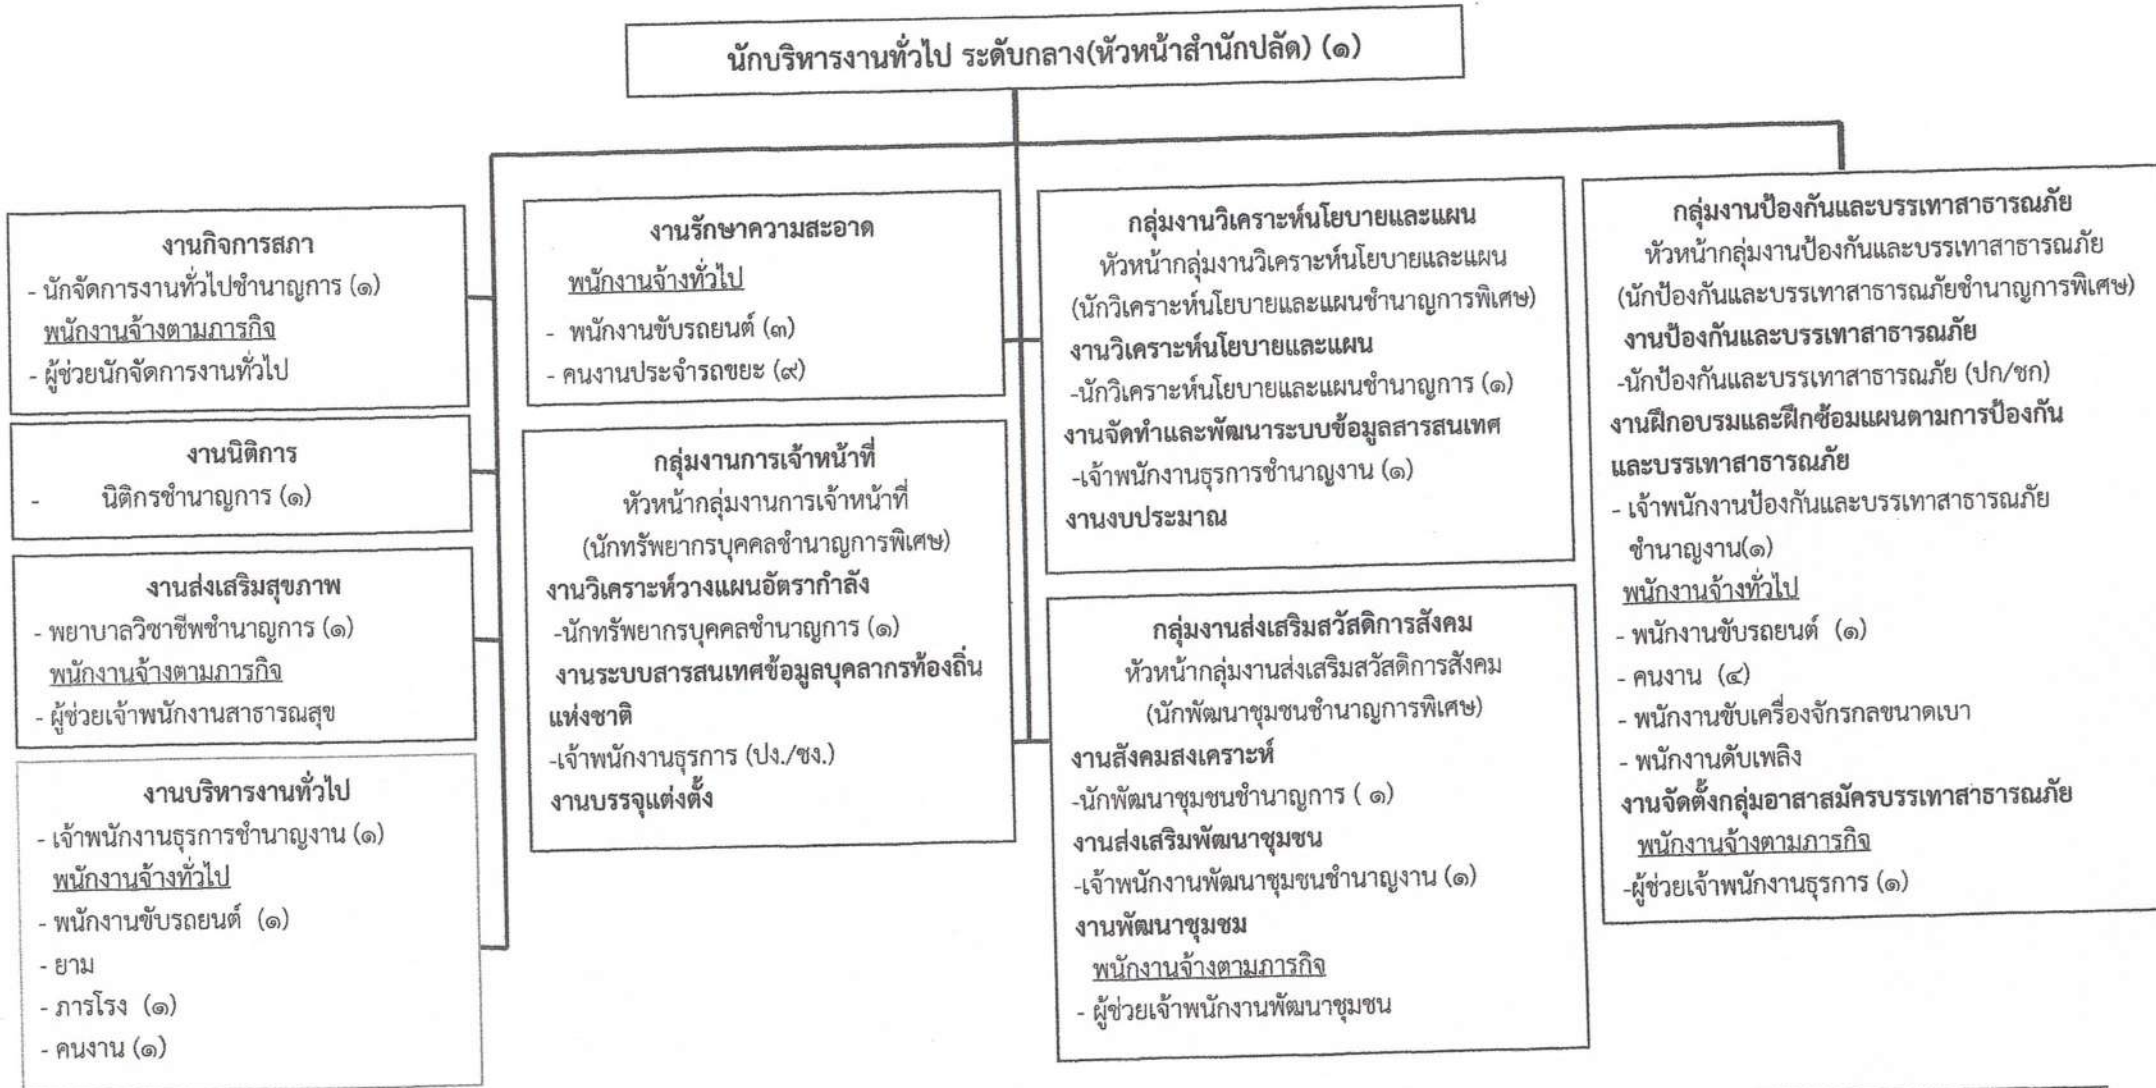 นักบริหารงานทั่วไป ระดับกลาง(หัวหน้าสำนักปลัด) (๑)
งานกิจการสภา
- นักจัดการงานทั่วไปชำนาญการ (๑)
พนักงานจ้างตามภารกิจ
- ผู้ช่วยนักจัดการงานทั่วไป
งานนิติการ
- นิติกรชำนาญการ (๑)
งานส่งเสริมสุขภาพ
- พยาบาลวิชาชีพชำนาญการ (๑)
พนักงานจ้างตามภารกิจ
- ผู้ช่วยเจ้าพนักงานสาธารณสุข
งานบริหารงานทั่วไป
- เจ้าพนักงานธุรการชำนาญงาน (๑)
พนักงานจ้างทั่วไป
- พนักงานขับรถยนต์ (๑)
- ยาม
- ภารโรง (๑)
- คนงาน (๑)
งานรักษาความสะอาด
พนักงานจ้างทั่วไป
- พนักงานขับรถยนต์ (๓)
- คนงานประจำรถขยะ (๙)
กลุ่มงานการเจ้าหน้าที่
หัวหน้ากลุ่มงานการเจ้าหน้าที่
(นักทรัพยากรบุคคลชำนาญการพิเศษ)
งานวิเคราะห์วางแผนอัตรากำลัง
-นักทรัพยากรบุคคลชำนาญการ (๑)
งานระบบสารสนเทศข้อมูลบุคลากรท้องถิ่น
แห่งชาติ
-เจ้าพนักงานธุรการ (ปง./ชง.)
งานบรรจุแต่งตั้ง
กลุ่มงานวิเคราะห์นโยบายและแผน
หัวหน้ากลุ่มงานวิเคราะห์นโยบายและแผน
(นักวิเคราะห์นโยบายและแผนชำนาญการพิเศษ)
งานวิเคราะห์นโยบายและแผน
-นักวิเคราะห์นโยบายและแผนชำนาญการ (๑)
งานจัดทำและพัฒนาระบบข้อมูลสารสนเทศ
-เจ้าพนักงานธุรการชำนาญงาน (๑)
งานงบประมาณ
กลุ่มงานส่งเสริมสวัสดิการสังคม
หัวหน้ากลุ่มงานส่งเสริมสวัสดิการสังคม
(นักพัฒนาชุมชนชำนาญการพิเศษ)
งานสังคมสงเคราะห์
-นักพัฒนาชุมชนชำนาญการ ( ๑)
งานส่งเสริมพัฒนาชุมชน
-เจ้าพนักงานพัฒนาชุมชนชำนาญงาน (๑)
งานพัฒนาชุมชม
พนักงานจ้างตามภารกิจ
- ผู้ช่วยเจ้าพนักงานพัฒนาชุมชน
กลุ่มงานป้องกันและบรรเทาสาธารณภัย
หัวหน้ากลุ่มงานป้องกันและบรรเทาสาธารณภัย
(นักป้องกันและบรรเทาสาธารณภัยชำนาญการพิเศษ)
งานป้องกันและบรรเทาสาธารณภัย
-นักป้องกันและบรรเทาสาธารณภัย (ปก/ชก)
งานฝึกอบรมและฝึกซ้อมแผนตามการป้องกัน
และบรรเทาสาธารณภัย
- เจ้าพนักงานป้องกันและบรรเทาสาธารณภัย
ชำนาญงาน(๑)
พนักงานจ้างทั่วไป
- พนักงานขับรถยนต์ (๑)
- คนงาน (๔)
- พนักงานขับเครื่องจักรกลขนาดเบา
- พนักงานดับเพลิง
งานจัดตั้งกลุ่มอาสาสมัครบรรเทาสาธารณภัย
พนักงานจ้างตามภารกิจ
-ผู้ช่วยเจ้าพนักงานธุรการ (๑)